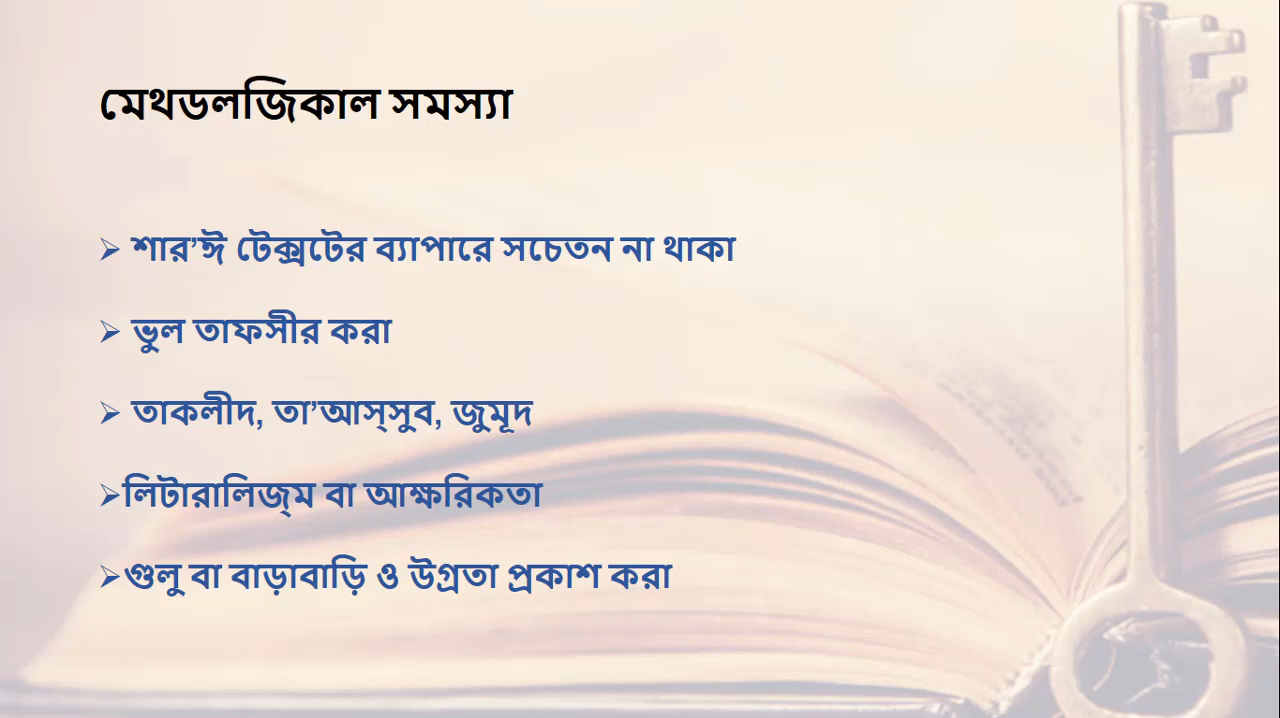 মেথডলজিকাল সমস্যা
➢ শার’ঈ টেক্সটের ব্যাপারে সচেতন না থাকা
➢ ভুল তাফসীর করা
➢ তাকলীদ, তা’আস্‌সুব, জুমূদ
➢লিটারালিজ্‌ম বা আক্ষরিকতা
➢গুলু বা বাড়াবাড়ি ও উগ্রতা প্রকাশ করা